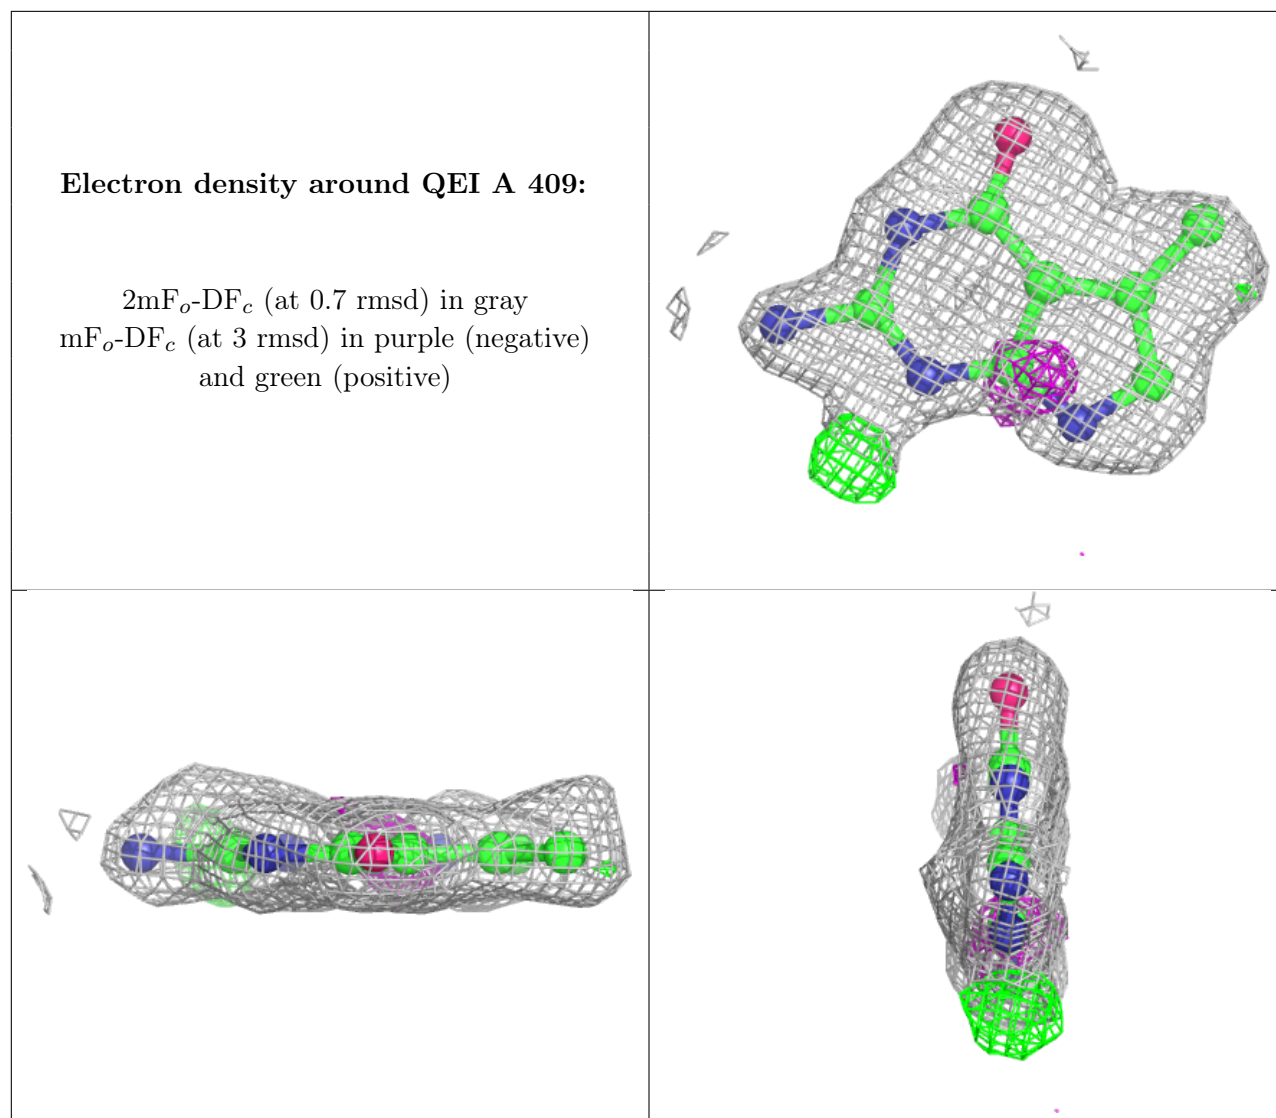 Electron density around QEI A 409:
2mFo-DFc (at 0.7 rmsd) in gray
mFo-DFc (at 3 rmsd) in purple (negative)
and green (positive)